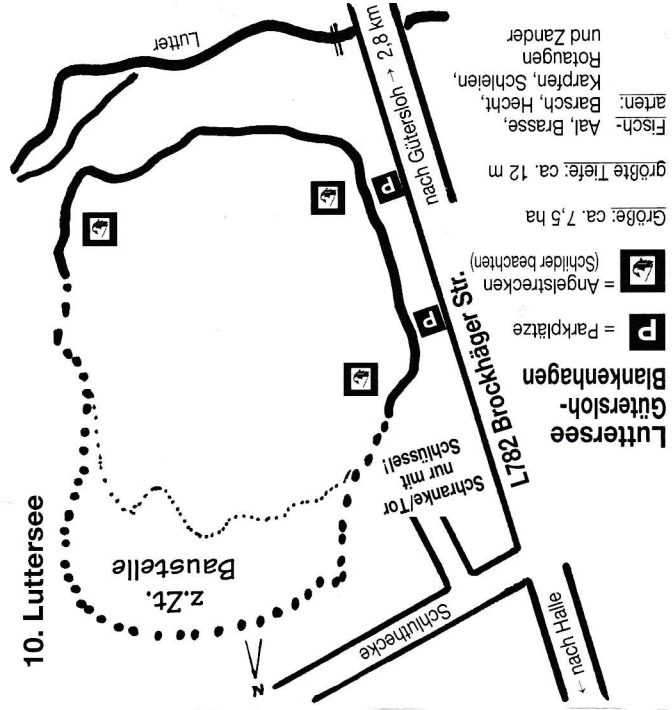 10. Luttersee
Luttersee
Gütersloh-
Blankenhagen
P = Parkplätze
= Angelstrecken
(Schilder beachten)
Größe: ca. 7,5 ha
größte Tiefe: ca. 12 m
Fisch- Aal, Brasse,
arten: Barsch, Hecht,
Karpfen, Schleien,
Rotaugen
und Zander
← nach Halle
Schluthecke
N
z.Zt.
Baustelle
Schranke/Tor
nur mit
Schlüssel!
L782 Brockhäger Str.
P
P
nach Gütersloh → 2,8 km
Lutter